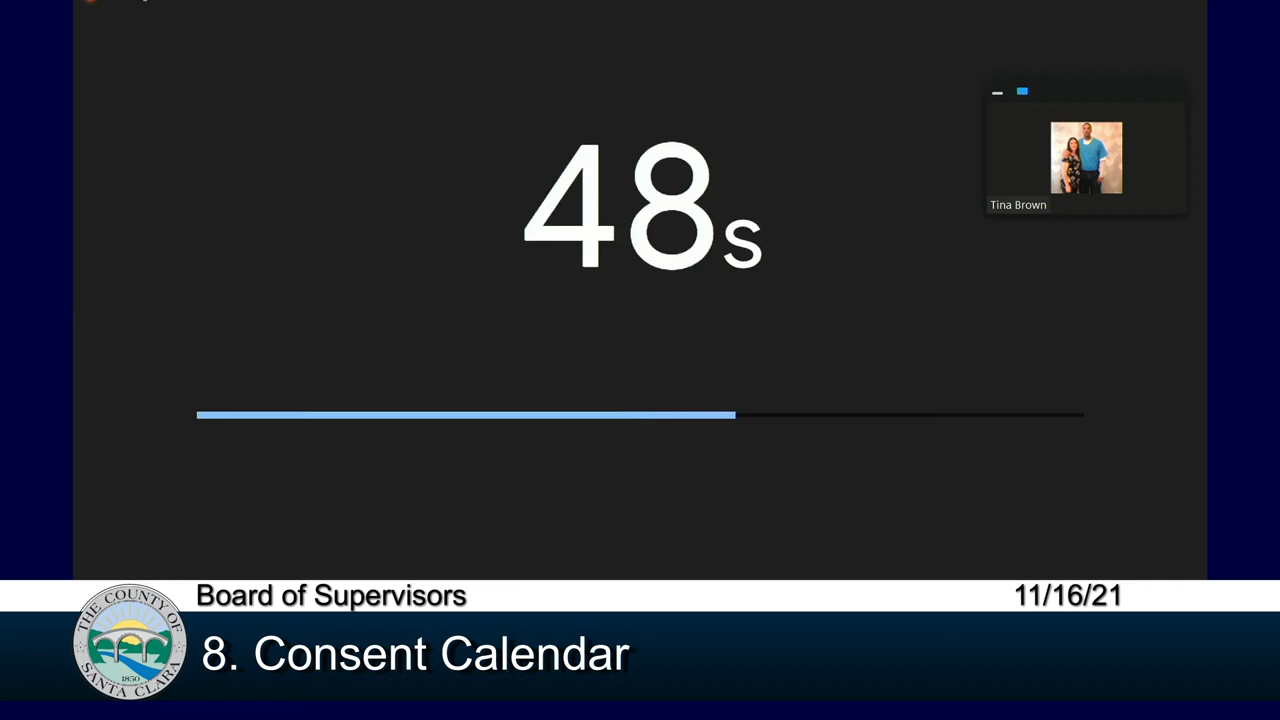 48s
Tina Brown
Board of Supervisors
11/16/21
8. Consent Calendar
THE COUNTY OF
SANTA CLARA
1850